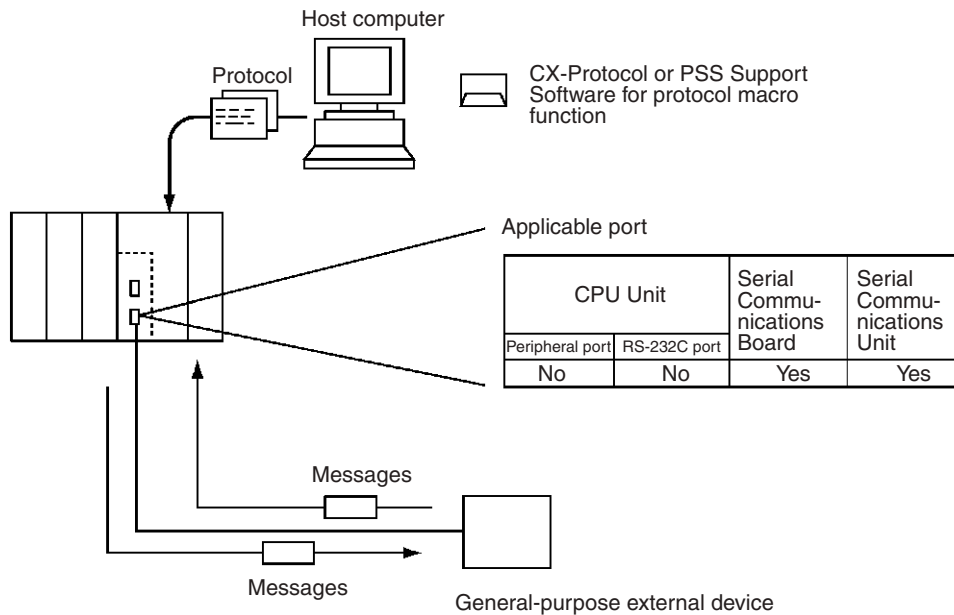 Host computer
Protocol
CX-Protocol or PSS Support
Software for protocol macro
function
Applicable port
CPU Unit
Serial
Commu-
nications
Board
Serial
Commu-
nications
Unit
Peripheral port
RS-232C port
No
No
Yes
Yes
Messages
Messages
General-purpose external device